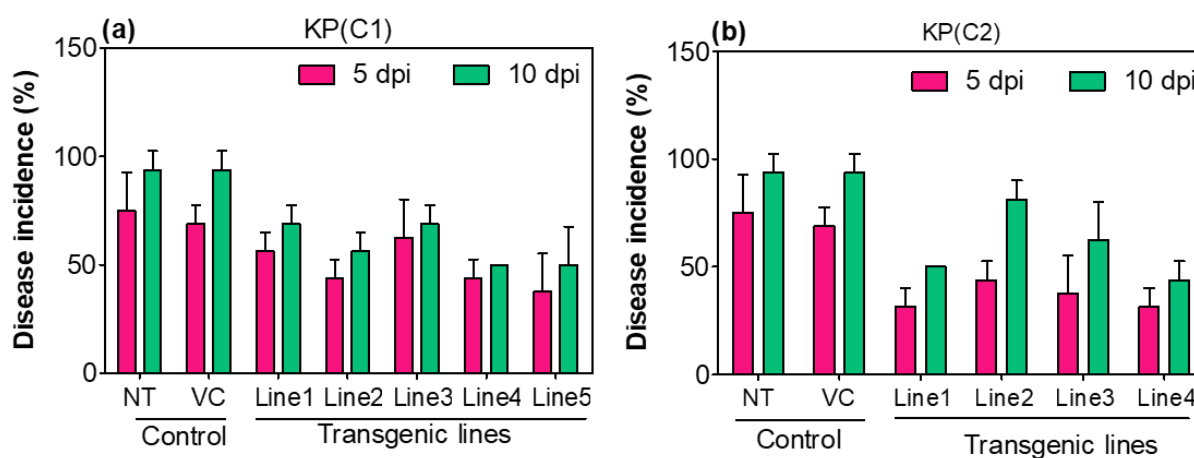 (a)
KP(C1)
Disease incidence (%)
150
100
50
0
5 dpi
10 dpi
NT
VC
Line1
Line2
Line3
Line4
Line5
Control
Transgenic lines
(b)
KP(C2)
Disease incidence (%)
150
100
50
0
5 dpi
10 dpi
NT
VC
Line1
Line2
Line3
Line4
Control
Transgenic lines